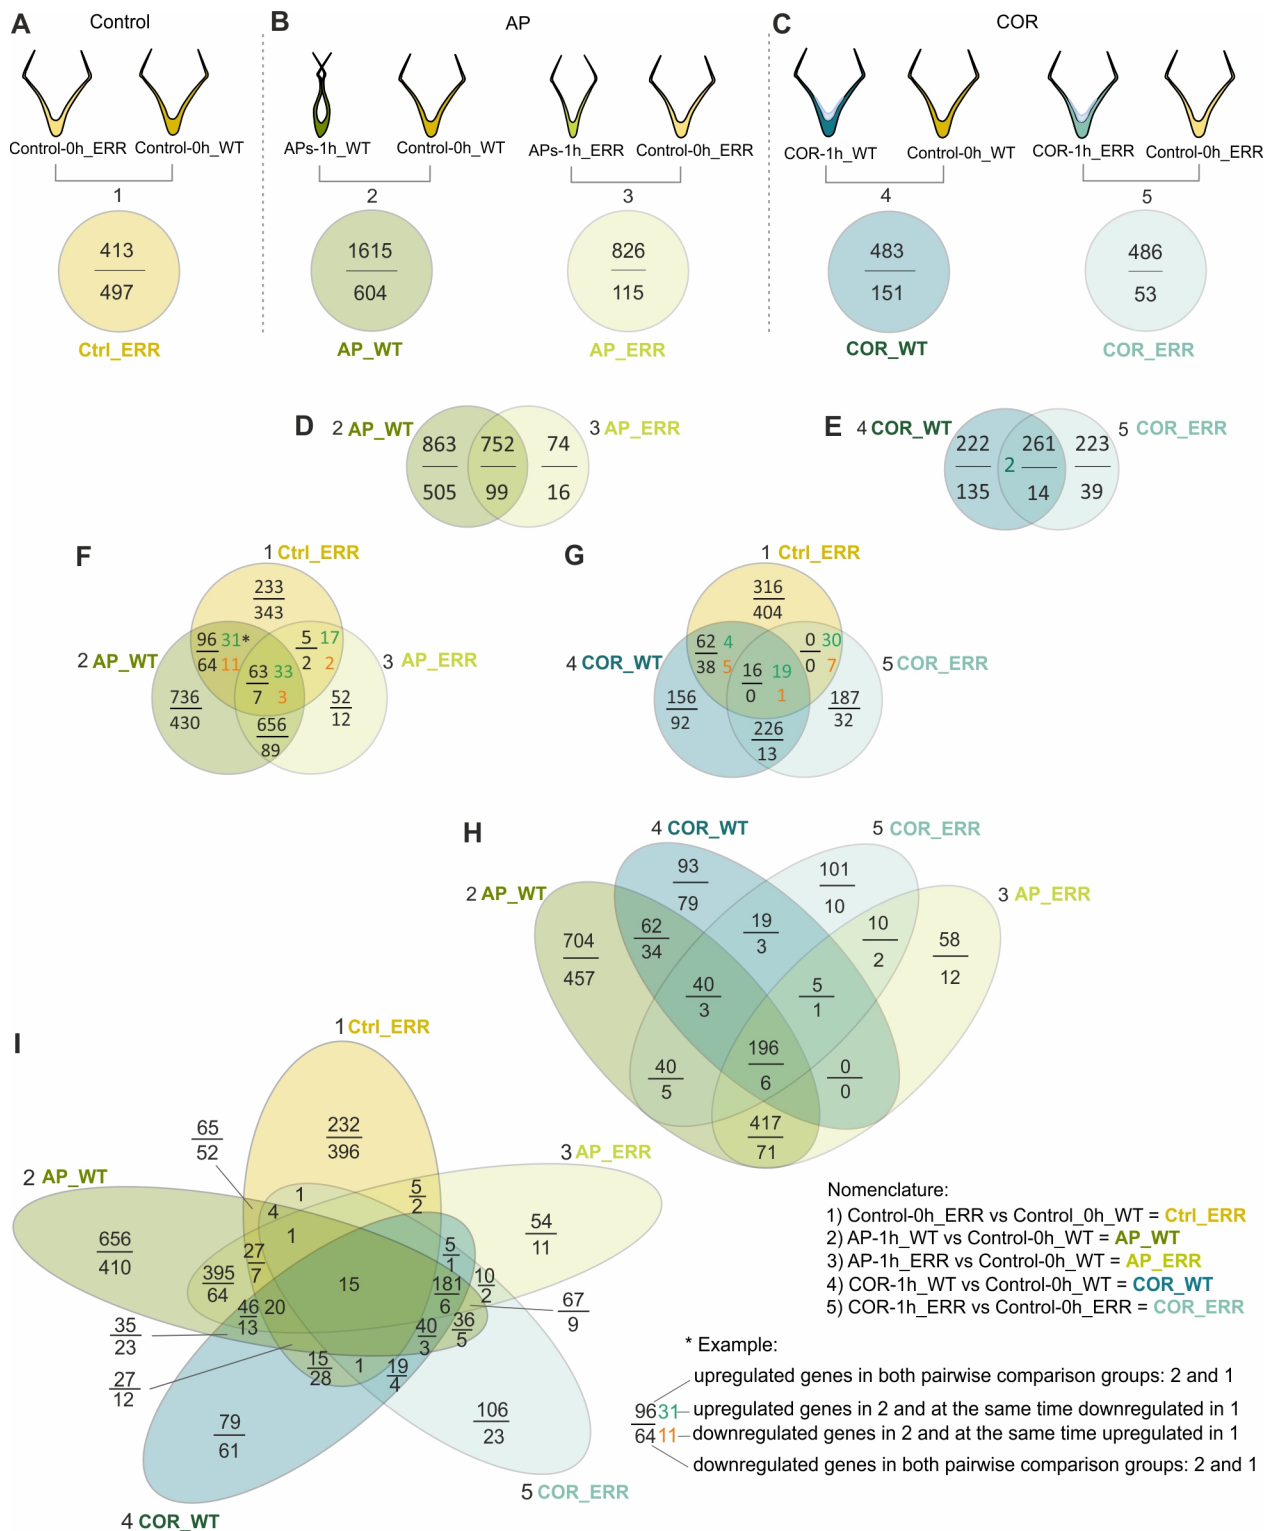 A
Control
B
AP
C
COR
Control-0h_ERR Control-0h_WT
APs-1h_WT
Control-0h_WT
APs-1h_ERR
Control-0h_ERR
COR-1h_WT
Control-0h_WT
COR-1h_ERR
Control-0h_ERR
1
2
3
4
5
413
497
1615
604
826
115
483
151
486
53
Ctrl_ERR
AP_WT
AP_ERR
COR_WT
COR_ERR
D
2 AP_WT
3 AP_ERR
863
505
752
99
74
16
E
4 COR_WT
5 COR_ERR
222
135
2
261
14
223
39
F
1 Ctrl_ERR
2 AP_WT
3 AP_ERR
233
343
96 31*
64 11
5 17
2 2
63 33
7 3
736
430
52
12
656
89
G
1 Ctrl_ERR
4 COR_WT
5 COR_ERR
316
404
62 4
38 5
0 30
0 7
16 19
0 1
156
92
187
32
226
13
H
4 COR_WT
5 COR_ERR
2 AP_WT
3 AP_ERR
93
79
101
10
704
457
62
34
19
3
10
2
58
12
40
3
5
1
196
6
40
5
0
0
417
71
I
1 Ctrl_ERR
2 AP_WT
3 AP_ERR
65
52
232
396
1
4
1
5
2
54
11
656
410
27
7
395
64
15
5
1
181
6
10
2
67
9
46
13
20
40
3
36
5
35
23
27
12
15
28
1
19
4
79
61
106
23
5 COR_ERR
4 COR_WT
Nomenclature:
1) Control-0h_ERR vs Control_0h_WT = Ctrl_ERR
2) AP-1h_WT vs Control-0h_WT = AP_WT
3) AP-1h_ERR vs Control-0h_WT = AP_ERR
4) COR-1h_WT vs Control-0h_WT = COR_WT
5) COR-1h_ERR vs Control-0h_ERR = COR_ERR
* Example:
upregulated genes in both pairwise comparison groups: 2 and 1
96 31 upregulated genes in 2 and at the same time downregulated in 1
64 11 downregulated genes in 2 and at the same time upregulated in 1
downregulated genes in both pairwise comparison groups: 2 and 1